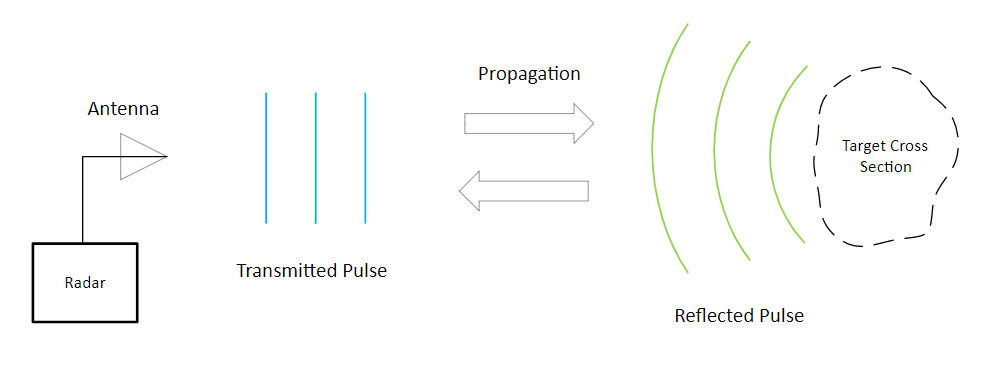 Propagation
Antenna
Target Cross
Section
Transmitted Pulse
Radar
Reflected Pulse